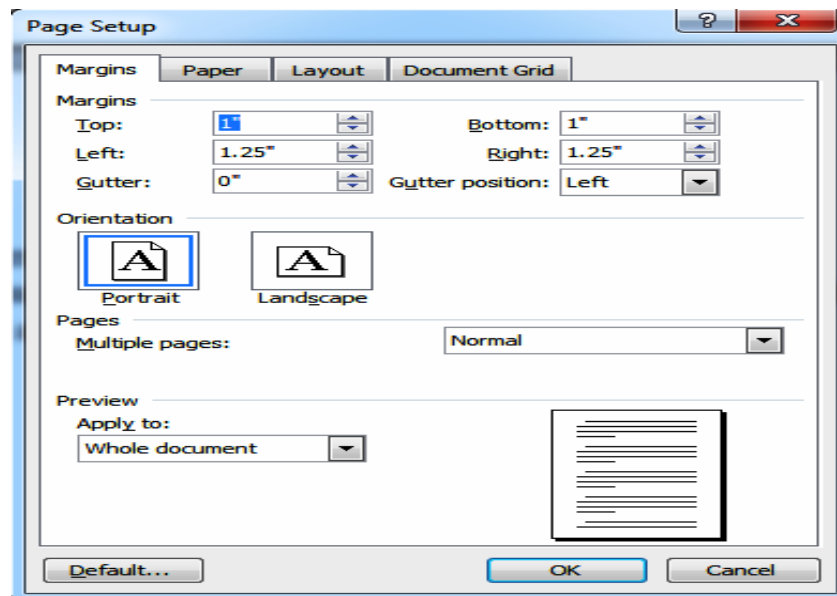 Page Setup
Margins Paper Layout Document Grid
Margins
Top: 1" Bottom: 1"
Left: 1.25" Right: 1.25"
Gutter: 0" Gutter position: Left
Orientation
A A
Portrait Landscape
Pages
Multiple pages: Normal
Preview
Apply to:
Whole document
Default... OK Cancel